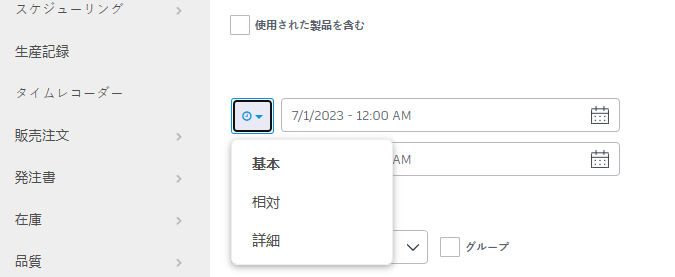 スケジューリング
使用された製品を含む
生産記録
タイムレコーダー
7/1/2023 - 12:00 AM
販売注文
基本
AM
発注書
相対
在庫
詳細
グループ
品質